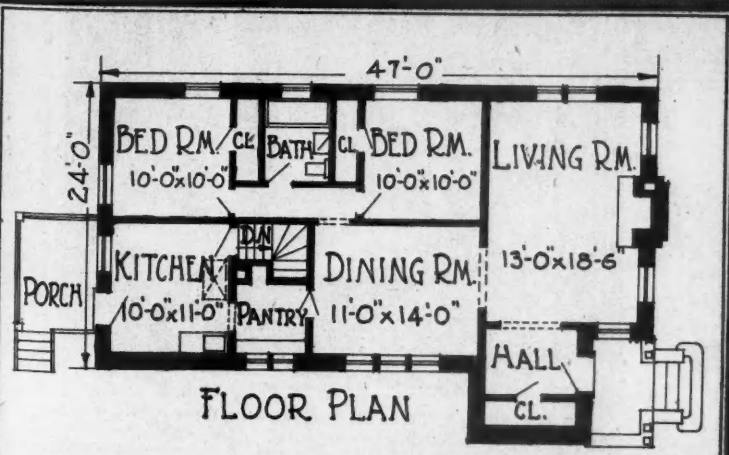 47'-0"
24'-0"
BED RM.
10'-0"x10'-0"
CL
BATH
CL
BED RM.
10'-0"x10'-0"
LIVING RM.
13'-0"x18'-6"
PORCH
KITCHEN
10'-0"x11'-0"
DN
PANTRY
DINING RM.
11'-0"x14'-0"
HALL
CL.
FLOOR PLAN